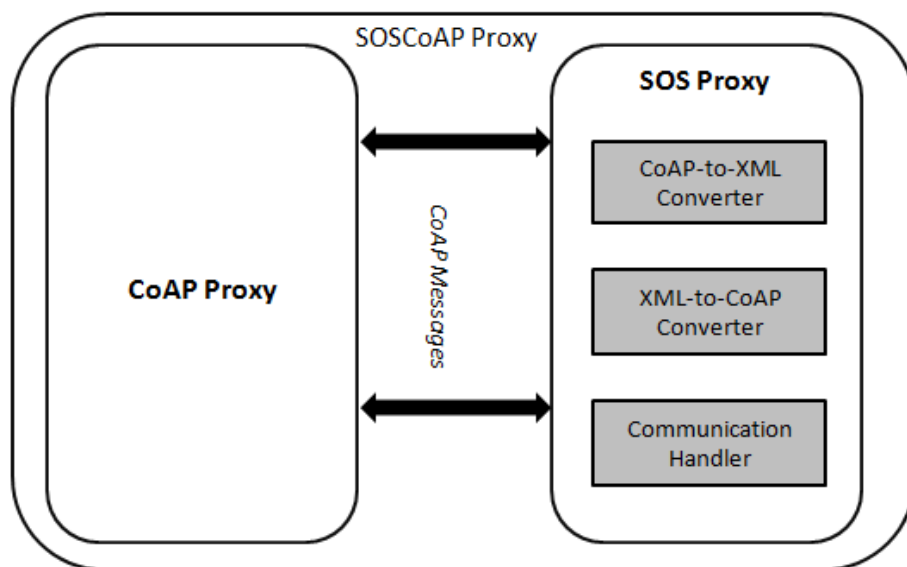 SOSCoAP Proxy
CoAP Proxy
CoAP Messages
SOS Proxy
CoAP-to-XML
Converter
XML-to-CoAP
Converter
Communication
Handler